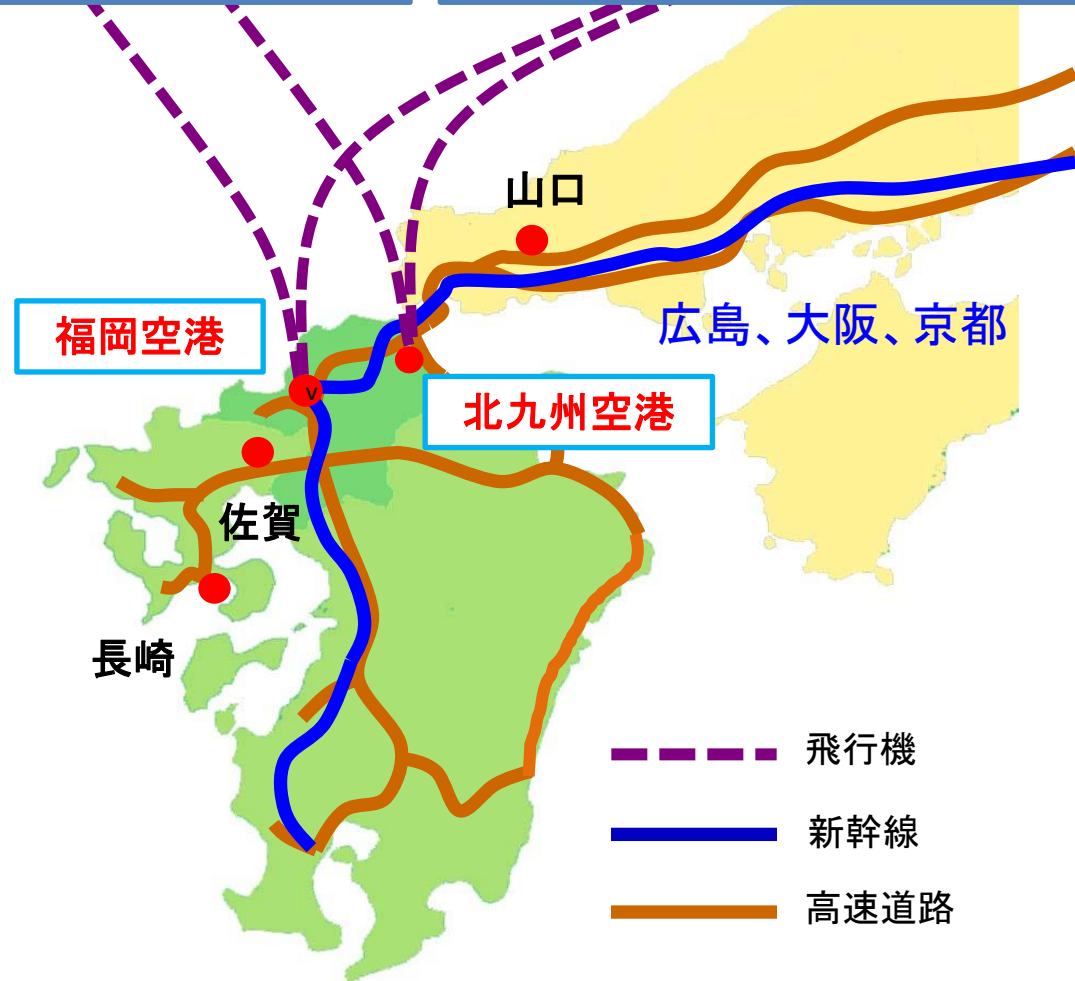 山口
福岡空港
広島、大阪、京都
v
北九州空港
佐賀
長崎
飛行機
新幹線
高速道路